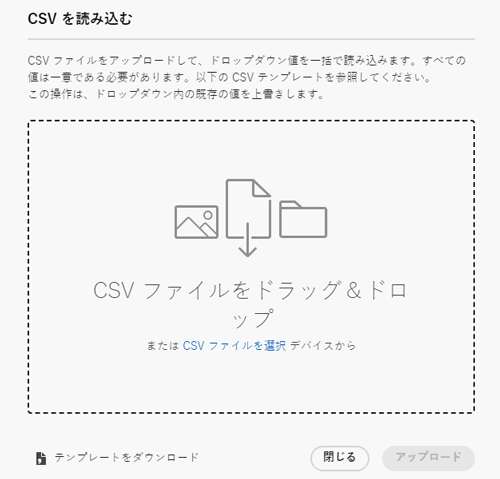 CSV を読み込む
CSV ファイルをアップロードして、ドロップダウン値を一括で読み込みます。すべての
値は一意である必要があります。以下の CSV テンプレートを参照してください。
この操作は、ドロップダウン内の既存の値を上書きします。
CSV ファイルをドラッグ＆ドロ
ップ
または CSV ファイルを選択 デバイスから
テンプレートをダウンロード
閉じる
アップロード